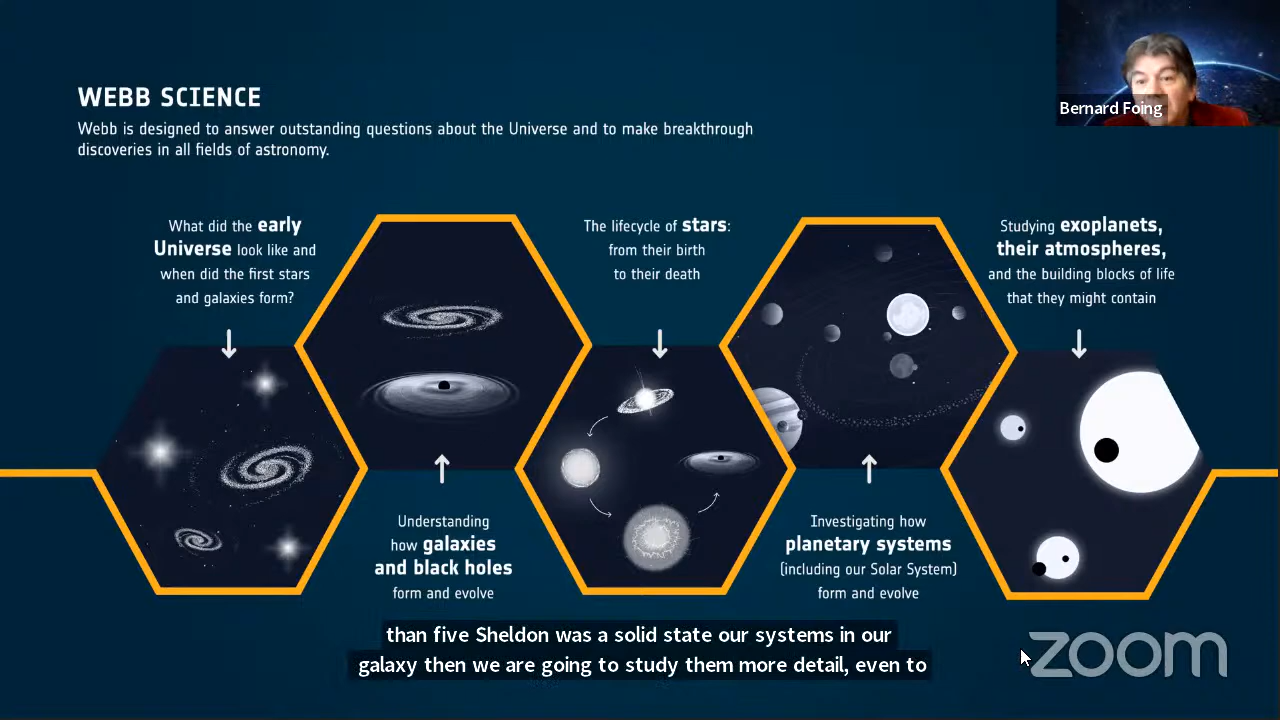 WEBB SCIENCE
Webb is designed to answer outstanding questions about the Universe and to make breakthrough
discoveries in all fields of astronomy.
Bernard Foing
What did the early
Universe look like and
when did the first stars
and galaxies form?
Understanding
how galaxies
and black holes
form and evolve
The lifecycle of stars:
from their birth
to their death
Investigating how
planetary systems
(including our Solar System)
form and evolve
Studying exoplanets,
their atmospheres,
and the building blocks of life
that they might contain
than five Sheldon was a solid state our systems in our
galaxy then we are going to study them more detail, even to
zoom